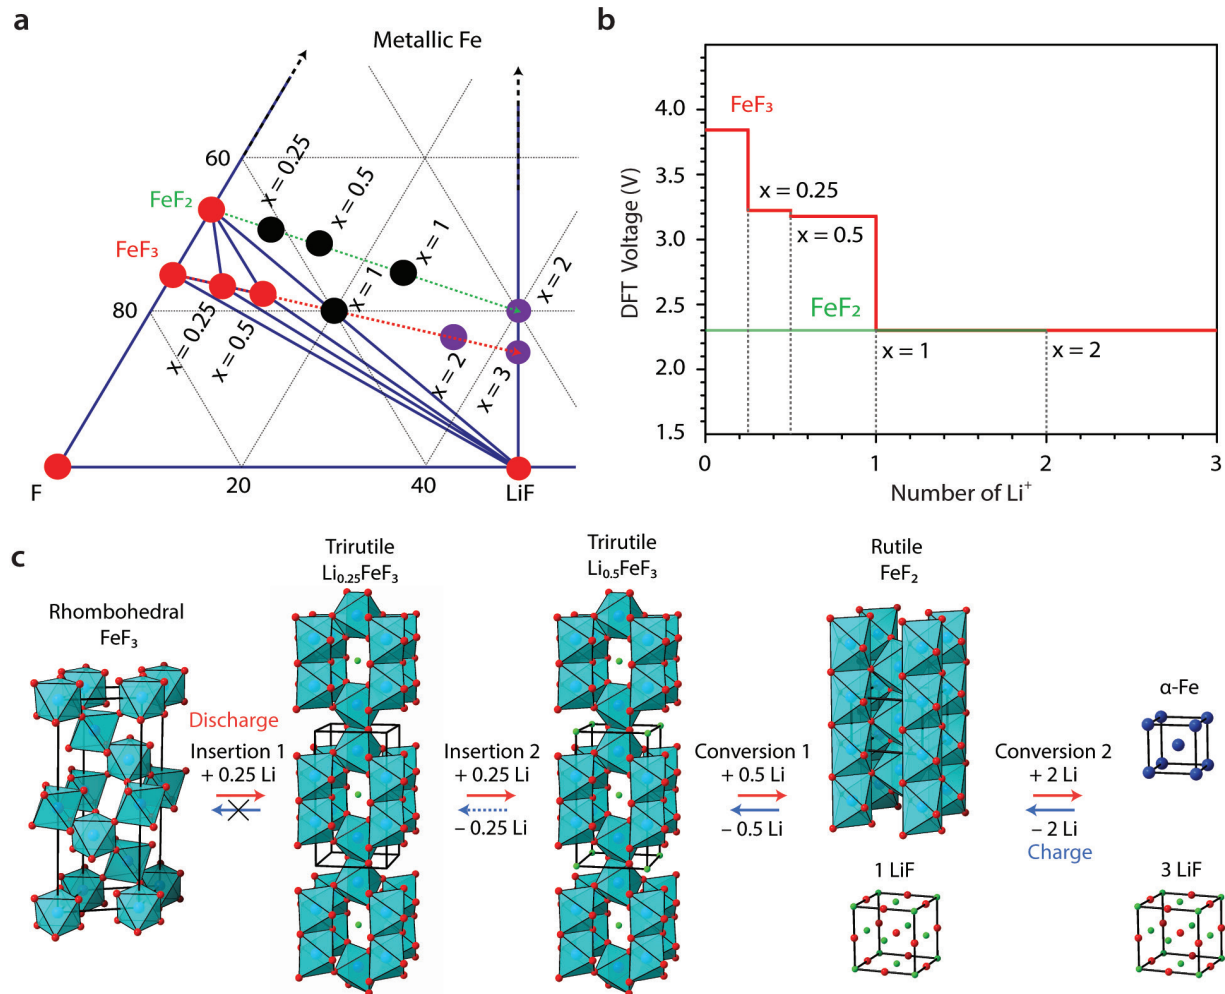 a
Metallic Fe
60
80
FeF₂
FeF₃
x = 0.25
x = 0.5
x = 1
x = 2
x = 0.25
x = 0.5
x = 1
x = 2
x = 3
F
20
40
LiF
b
DFT Voltage (V)
4.0
3.5
3.0
2.5
2.0
1.5
FeF₃
x = 0.25
x = 0.5
FeF₂
x = 1
x = 2
0
1
2
3
Number of Li⁺
c
Rhombohedral
FeF₃
Discharge
Insertion 1
+ 0.25 Li
Trirutile
Li₀.₂₅FeF₃
Insertion 2
+ 0.25 Li
− 0.25 Li
Trirutile
Li₀.₅FeF₃
Conversion 1
+ 0.5 Li
− 0.5 Li
Rutile
FeF₂
1 LiF
Conversion 2
+ 2 Li
− 2 Li
Charge
α-Fe
3 LiF